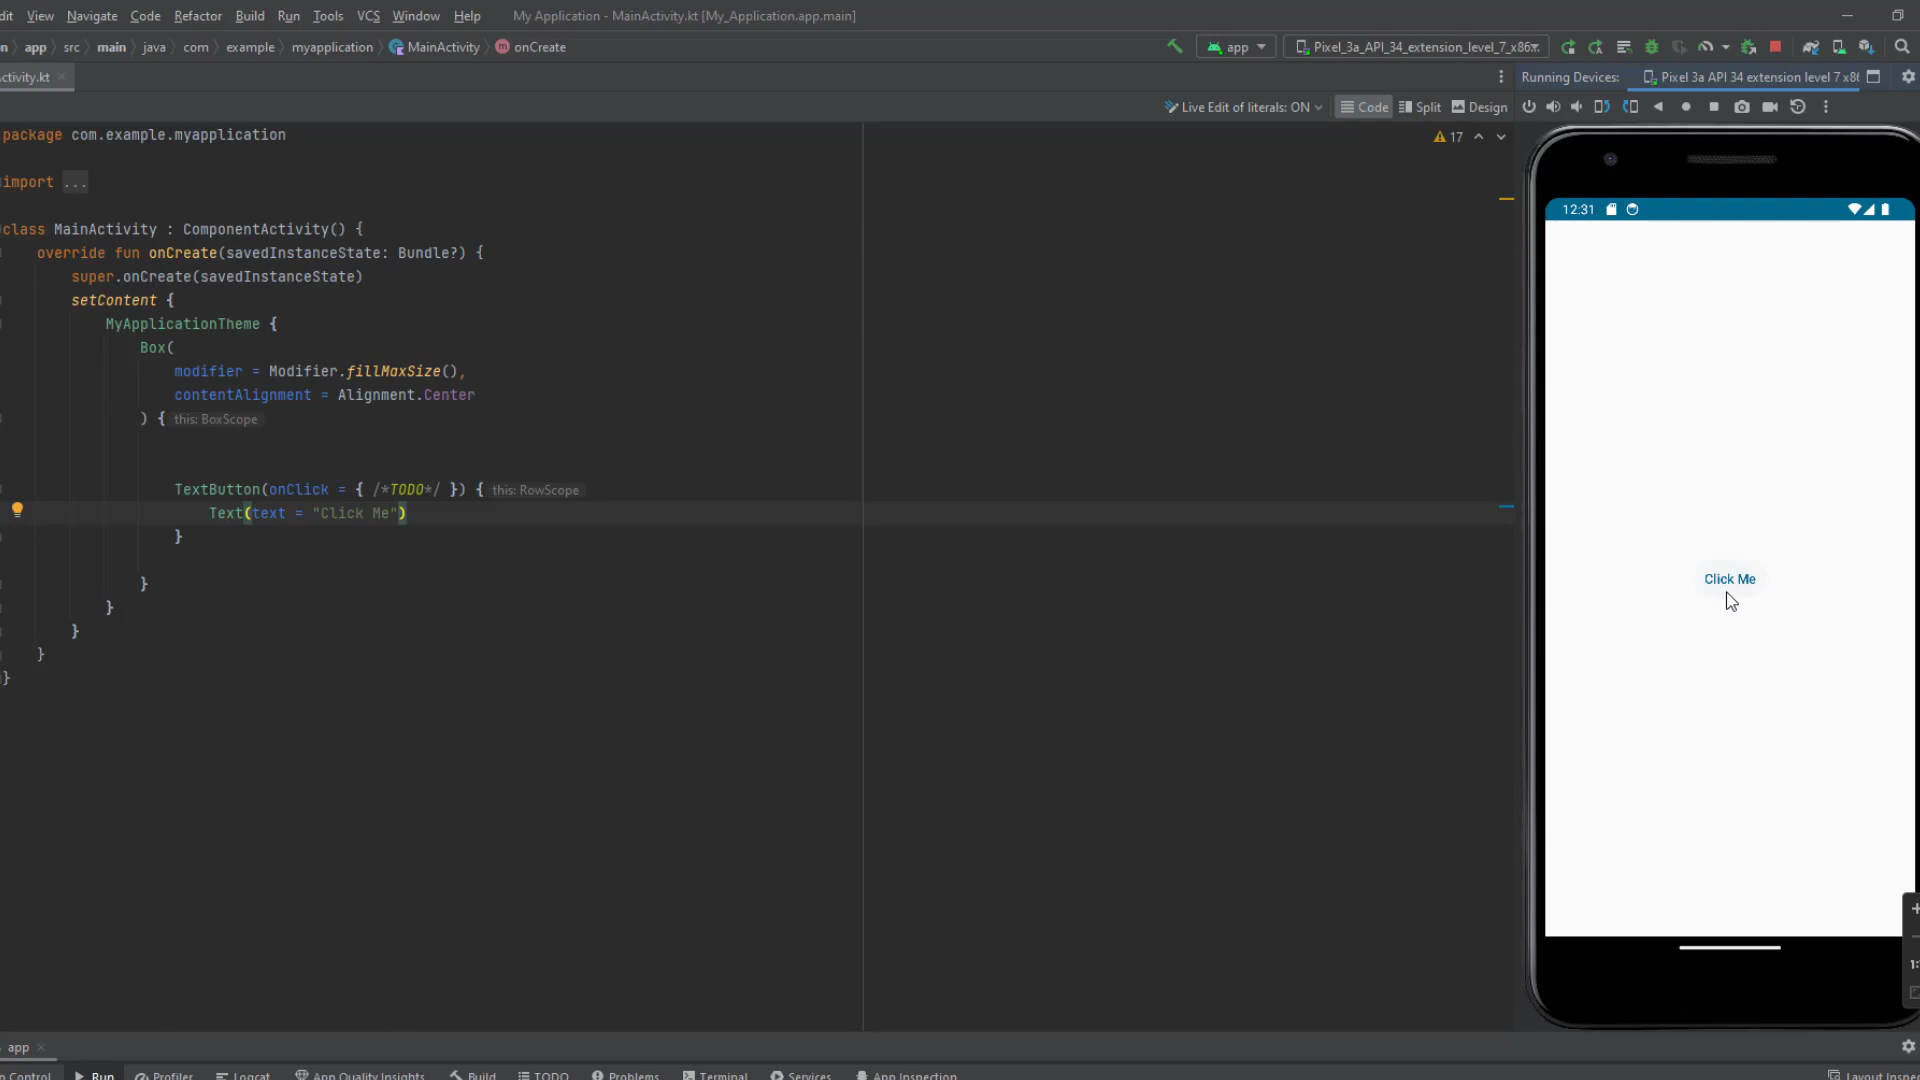 dit View Navigate Code Refactor Build Run Tools VCS Window Help My Application - MainActivity.kt [My_Application.app.main]
n app src main java com example myapplication MainActivity onCreate app Pixel_3a_API_34_extension_level_7_x86
ctivity.kt Running Devices: Pixel 3a API 34 extension level 7 x86
Live Edit of literals: ON Code Split Design
package com.example.myapplication 17
import ...
class MainActivity : ComponentActivity() {
override fun onCreate(savedInstanceState: Bundle?) {
super.onCreate(savedInstanceState)
setContent {
MyApplicationTheme {
Box(
modifier = Modifier.fillMaxSize(),
contentAlignment = Alignment.Center
) { this: BoxScope
TextButton(onClick = { /*TODO*/ }) { this: RowScope
Text(text = "Click Me")
}
}
}
}
}
}
12:31
Click Me
1:
app
n Control Run Profiler Logcat App Quality Insights Build TODO Problems Terminal Services App Inspection Layout Inspe